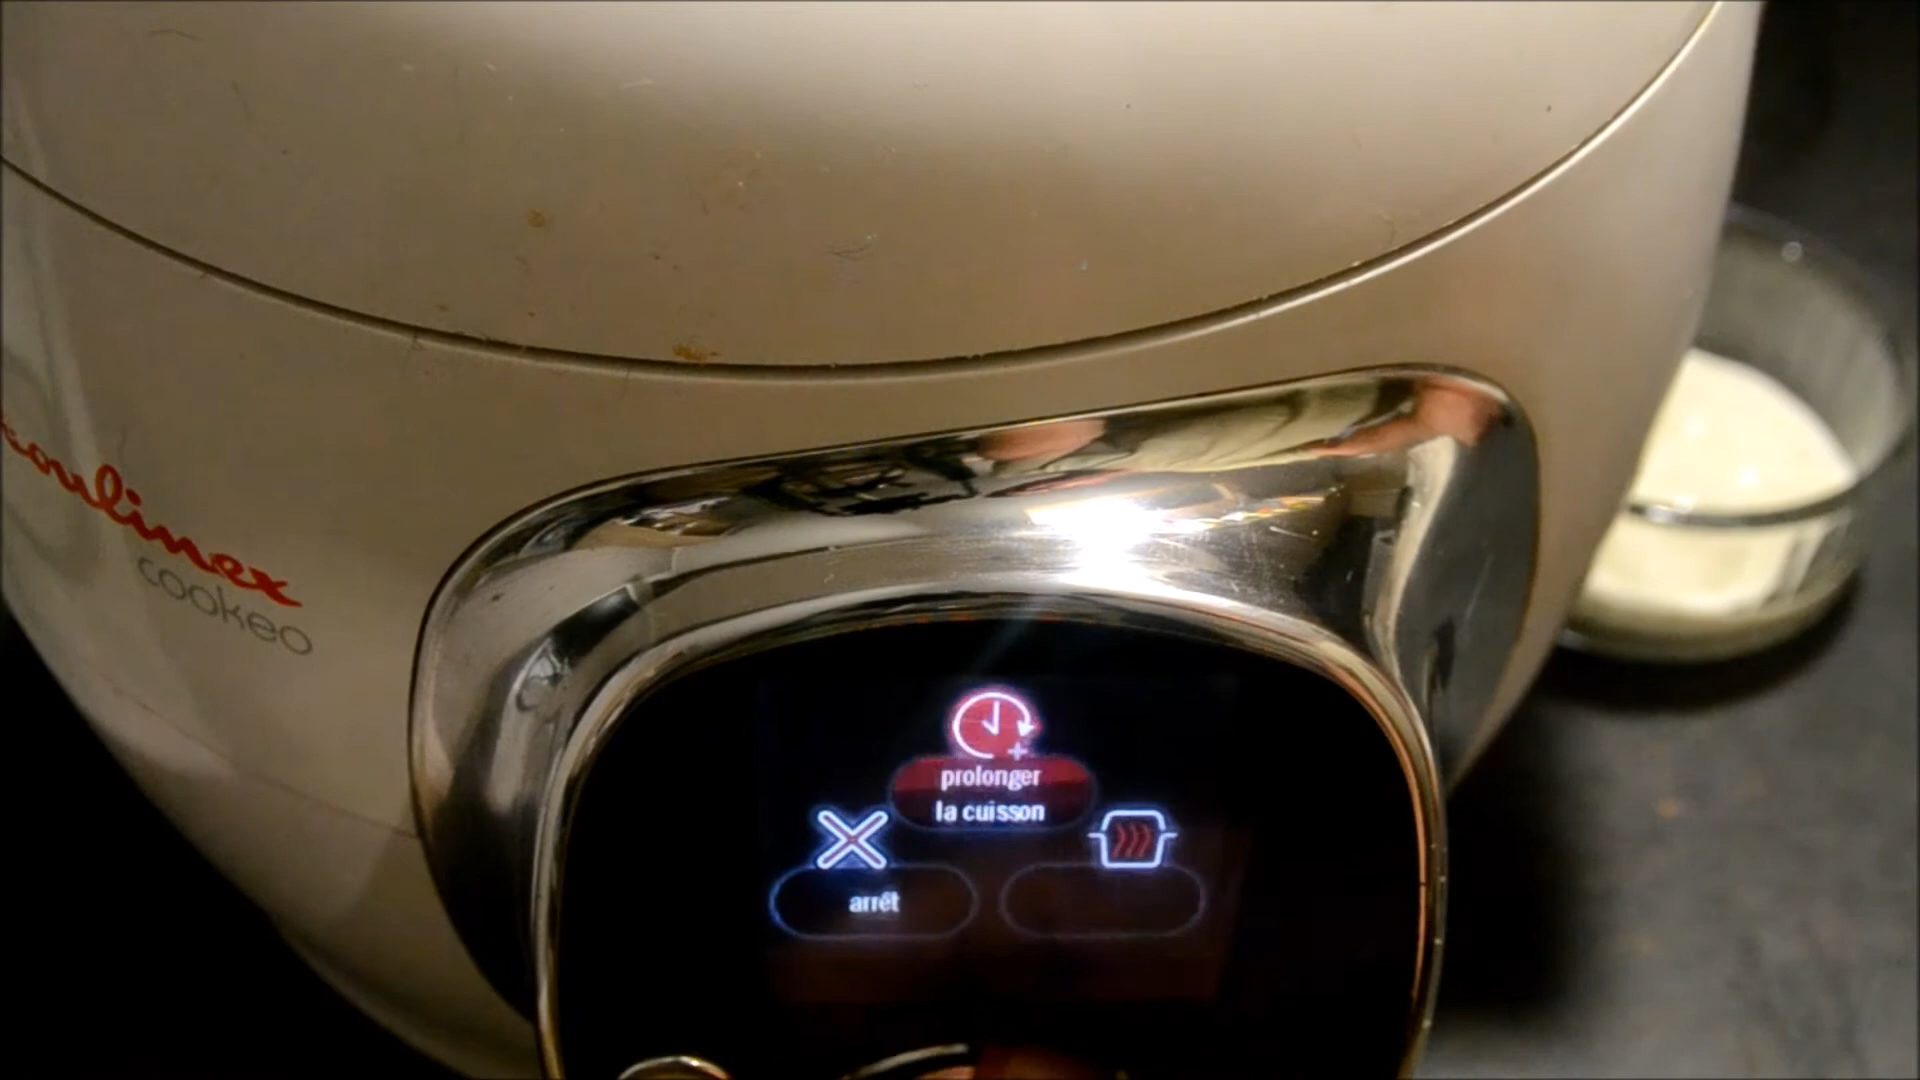 moulinex
cookeo
prolonger
la cuisson
arrêt